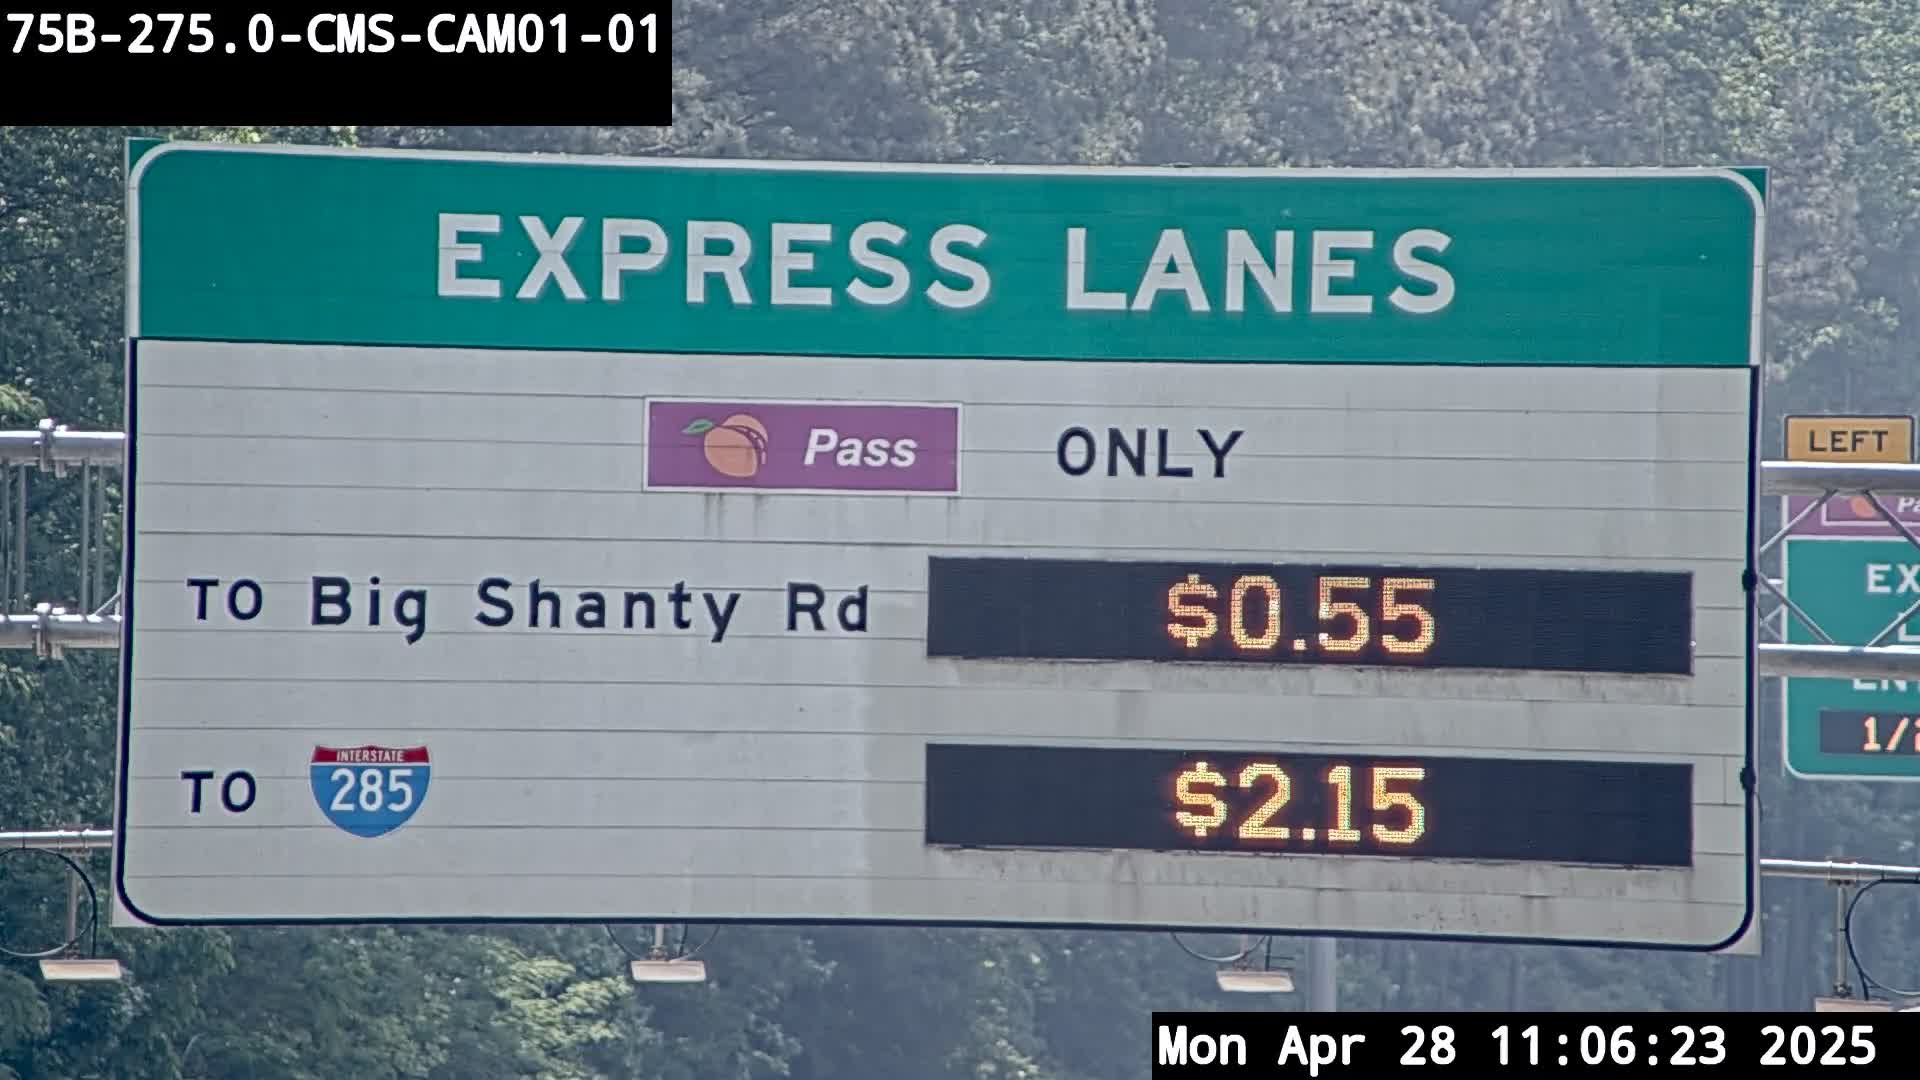 75B-275.0-CMS-CAM01-01
EXPRESS LANES
Pass ONLY
LEFT
TO Big Shanty Rd $0.55
TO INTERSTATE 285 $2.15
Mon Apr 28 11:06:23 2025